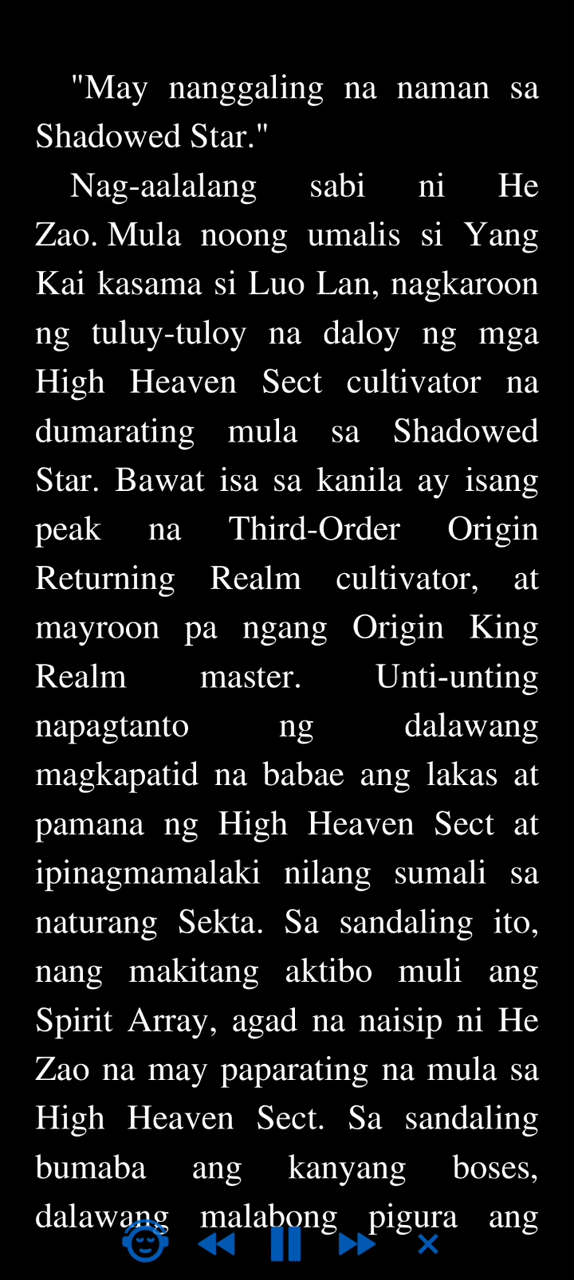 "May nanggaling na naman sa
Shadowed Star."
Nag-aalalang sabi ni He
Zao. Mula noong umalis si Yang
Kai kasama si Luo Lan, nagkaroon
ng tuluy-tuloy na daloy ng mga
High Heaven Sect cultivator na
dumarating mula sa Shadowed
Star. Bawat isa sa kanila ay isang
peak na Third-Order Origin
Returning Realm cultivator, at
mayroon pa ngang Origin King
Realm master. Unti-unting
napagtanto ng dalawang
magkapatid na babae ang lakas at
pamana ng High Heaven Sect at
ipinagmamalaki nilang sumali sa
naturang Sekta. Sa sandaling ito,
nang makitang aktibo muli ang
Spirit Array, agad na naisip ni He
Zao na may paparating na mula sa
High Heaven Sect. Sa sandaling
bumaba ang kanyang boses,
dalawang malabong pigura ang